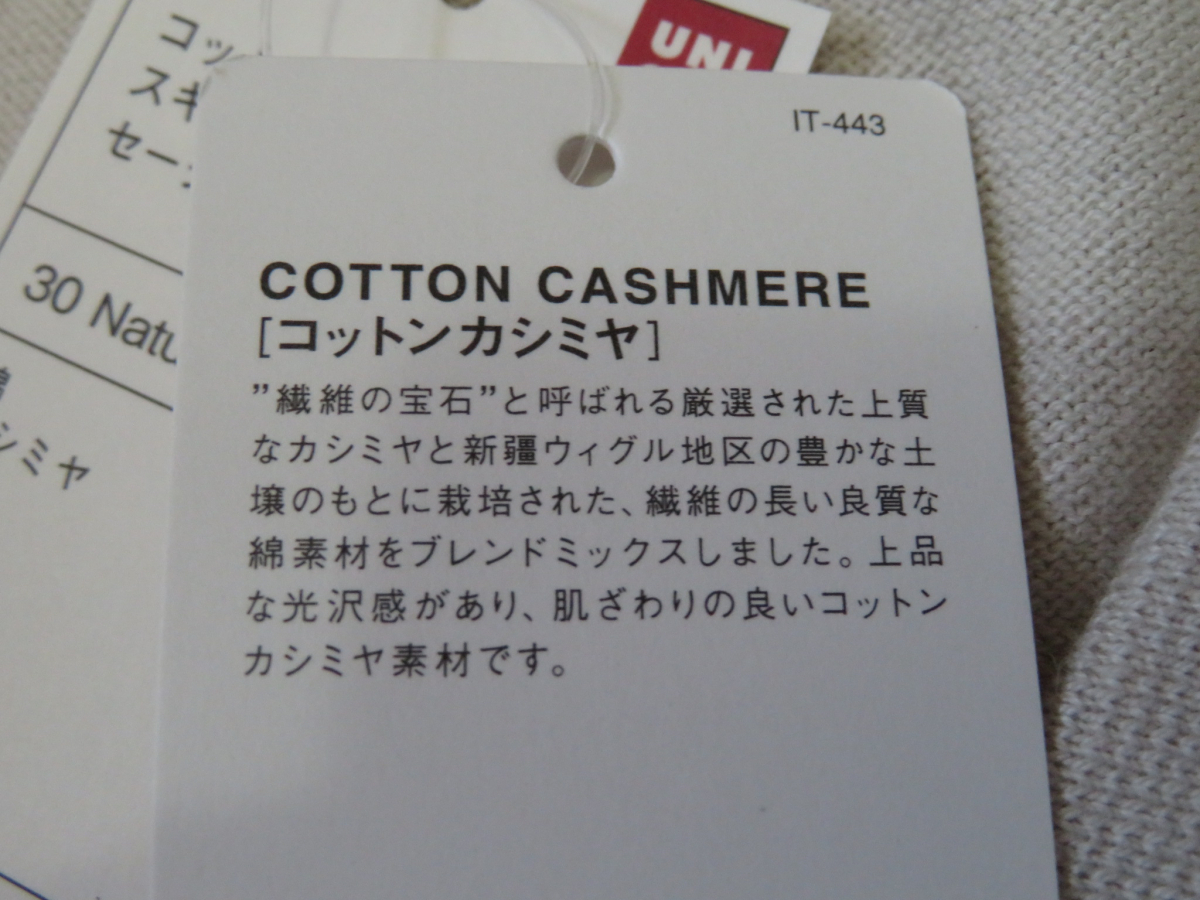 コッ
スキ
セー
UNI
30 Natu
シミヤ
IT-443
COTTON CASHMERE
[コットンカシミヤ]
”繊維の宝石”と呼ばれる厳選された上質
なカシミヤと新疆ウィグル地区の豊かな土
壌のもとに栽培された、繊維の長い良質な
綿素材をブレンドミックスしました。上品
な光沢感があり、肌ざわりの良いコットン
カシミヤ素材です。